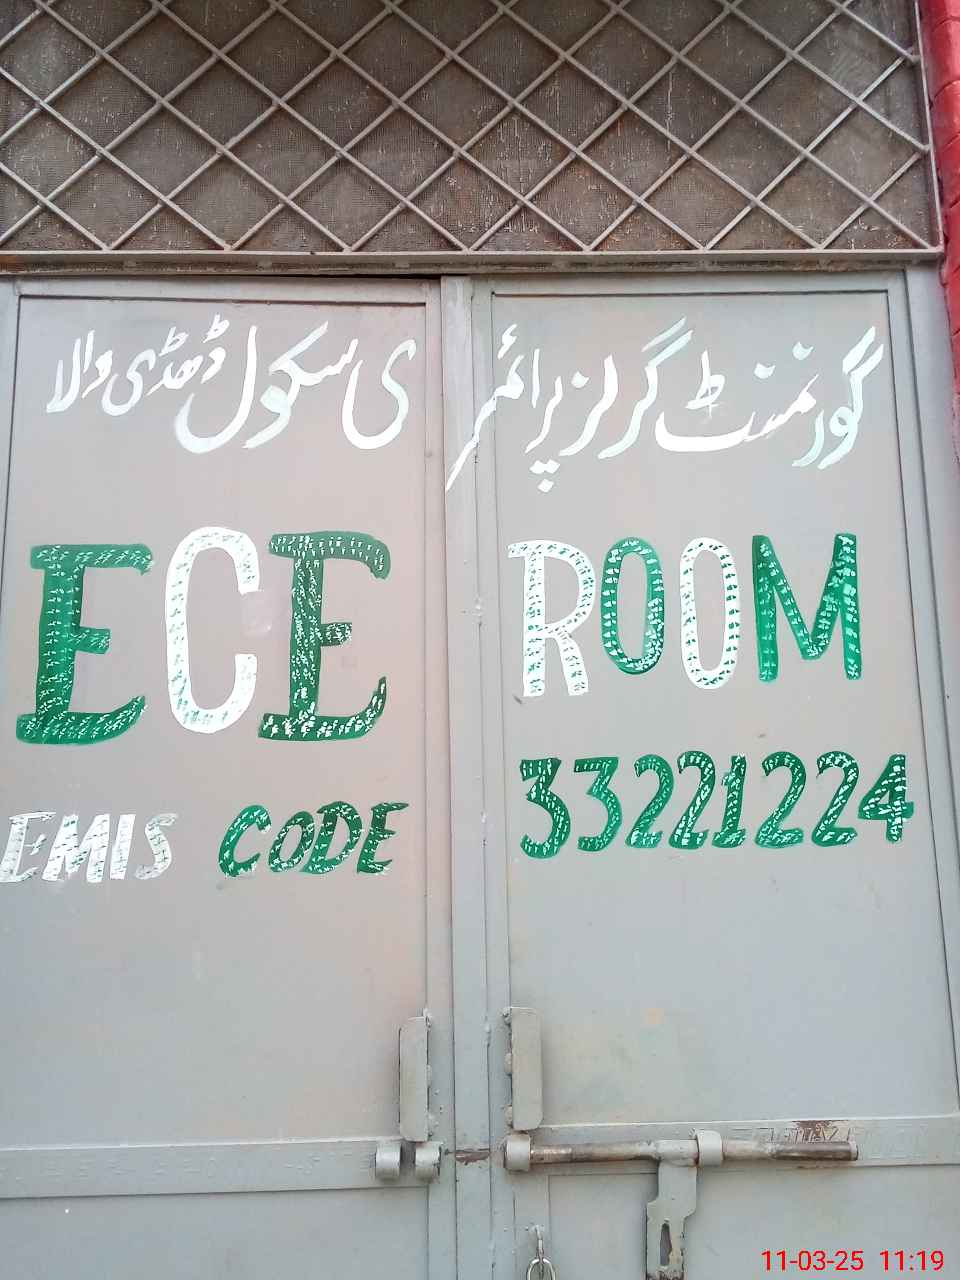 گورنمنٹ گرلز پرائمری سکول ڈھڈی والا
ECE ROOM
EMIS CODE 33221224
11-03-25 11:19